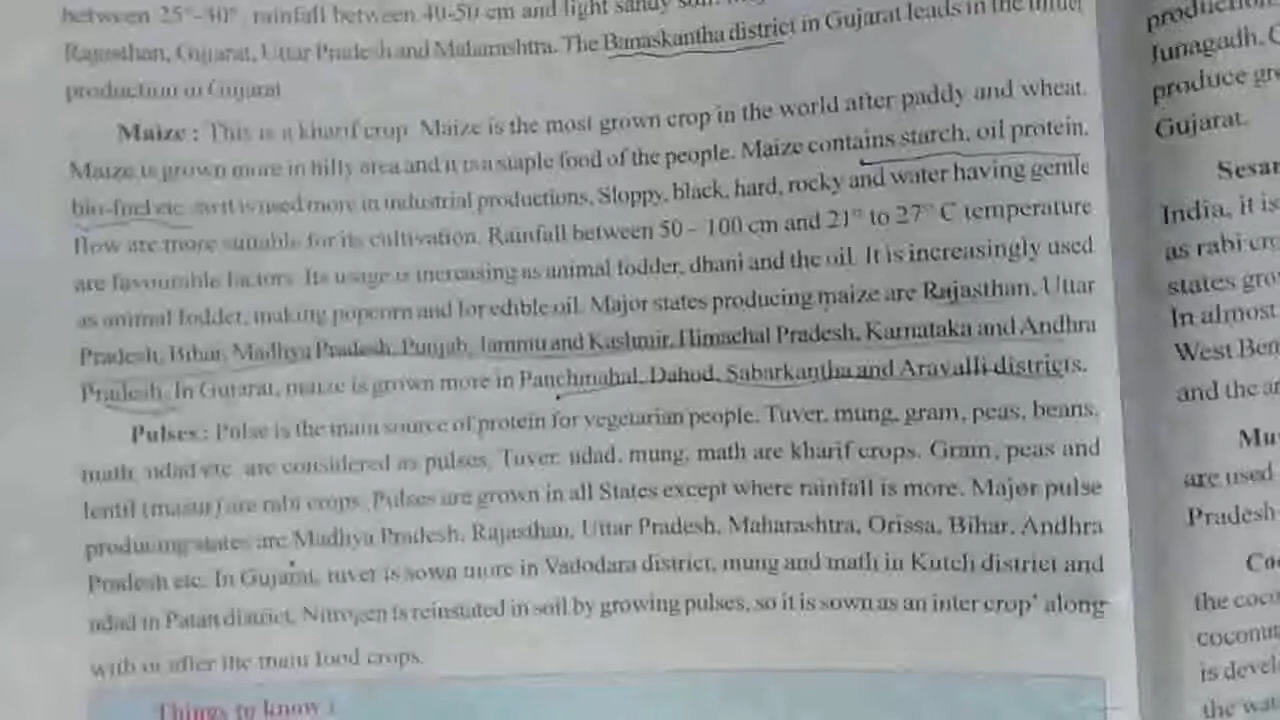 between 25°-30°, rainfall between 40-50 cm and light sandy soil.
Rajasthan, Gujarat, Uttar Pradesh and Maharashtra. The Banaskantha district in Gujarat leads in the millet
production in Gujarat
Maize : This is a kharif crop. Maize is the most grown crop in the world after paddy and wheat.
Maize is grown more in hilly area and it is a staple food of the people. Maize contains starch, oil protein,
bio-fuel etc. so it is used more in industrial productions. Sloppy, black, hard, rocky and water having gentle
flow are more suitable for its cultivation. Rainfall between 50 – 100 cm and 21° to 27° C temperature
are favourable factors. Its usage is increasing as animal fodder, dhani and the oil. It is increasingly used
as animal fodder, making popcorn and for edible oil. Major states producing maize are Rajasthan, Uttar
Pradesh, Bihar, Madhya Pradesh, Punjab, Jammu and Kashmir, Himachal Pradesh, Karnataka and Andhra
Pradesh. In Gujarat, maize is grown more in Panchmahal, Dahod, Sabarkantha and Aravalli districts.
Pulses : Pulse is the main source of protein for vegetarian people. Tuver, mung, gram, peas, beans,
math, udad etc. are considered as pulses. Tuver, udad, mung, math are kharif crops. Gram, peas and
lentil (masur) are rabi crops. Pulses are grown in all States except where rainfall is more. Major pulse
producing states are Madhya Pradesh, Rajasthan, Uttar Pradesh, Maharashtra, Orissa, Bihar, Andhra
Pradesh etc. In Gujarat, tuver is sown more in Vadodara district, mung and math in Kutch district and
udad in Patan district. Nitrogen is reinstated in soil by growing pulses, so it is sown as an inter crop' along
with or after the main food crops.
Things to know :
Junagadh,
produce
Gujarat.
India, it is
as rabi
states
In almost
West
and the
are used
Pradesh
the
coconut
is
the